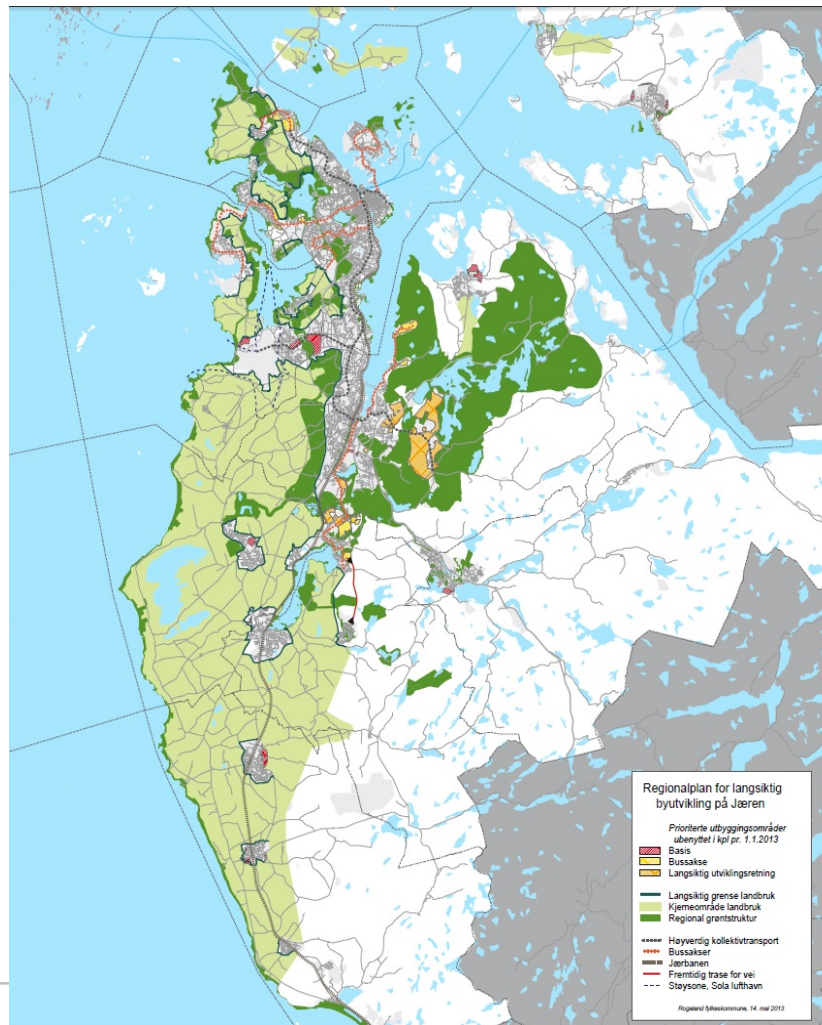 Regionalplan for langsiktig
byutvikling på Jæren
Prioriterte utbyggingsområder
ubenyttet i kpl pr. 1.1.2013
Basis
Bussakse
Langsiktig utviklingsretning
Langsiktig grense landbruk
Kjerneområde landbruk
Regional grøntstruktur
Høyverdig kollektivtransport
Bussakser
Jærbanen
Fremtidig trase for vei
Støysone, Sola lufthavn
Rogaland fylkeskommune, 14. mai 2013